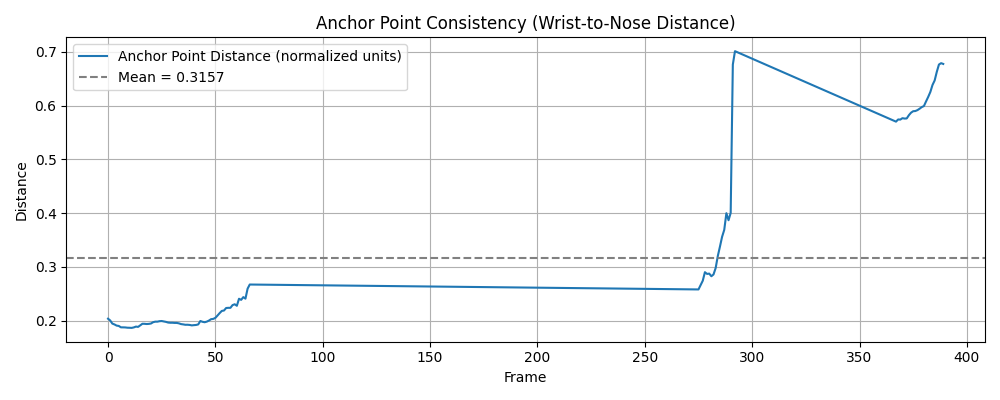 Anchor Point Consistency (Wrist-to-Nose Distance)
Anchor Point Distance (normalized units)
Mean = 0.3157
Distance
0.7
0.6
0.5
0.4
0.3
0.2
0 50 100 150 200 250 300 350 400
Frame